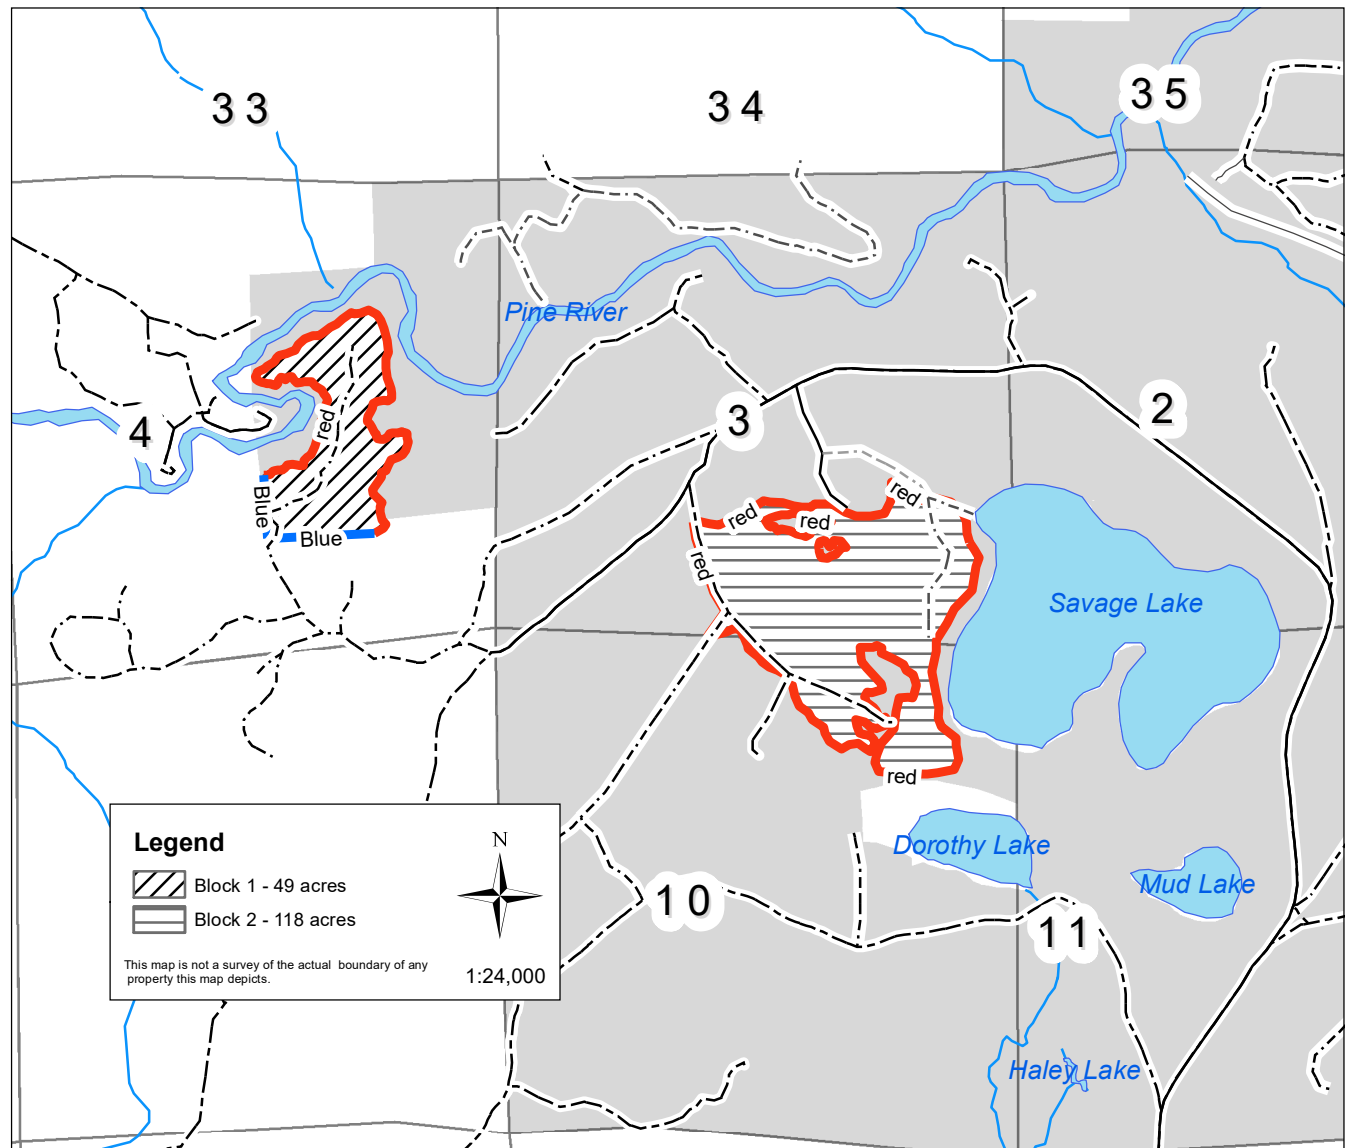 33
34
35
Pine River
2
3
4
red
red
Blue
red
red
Blue
red
Savage Lake
red
Legend
N
Dorothy Lake
Block 1 - 49 acres
Mud Lake
10
Block 2 - 118 acres
11
This map is not a survey of the actual boundary of any
property this map depicts.
1:24,000
Haley Lake